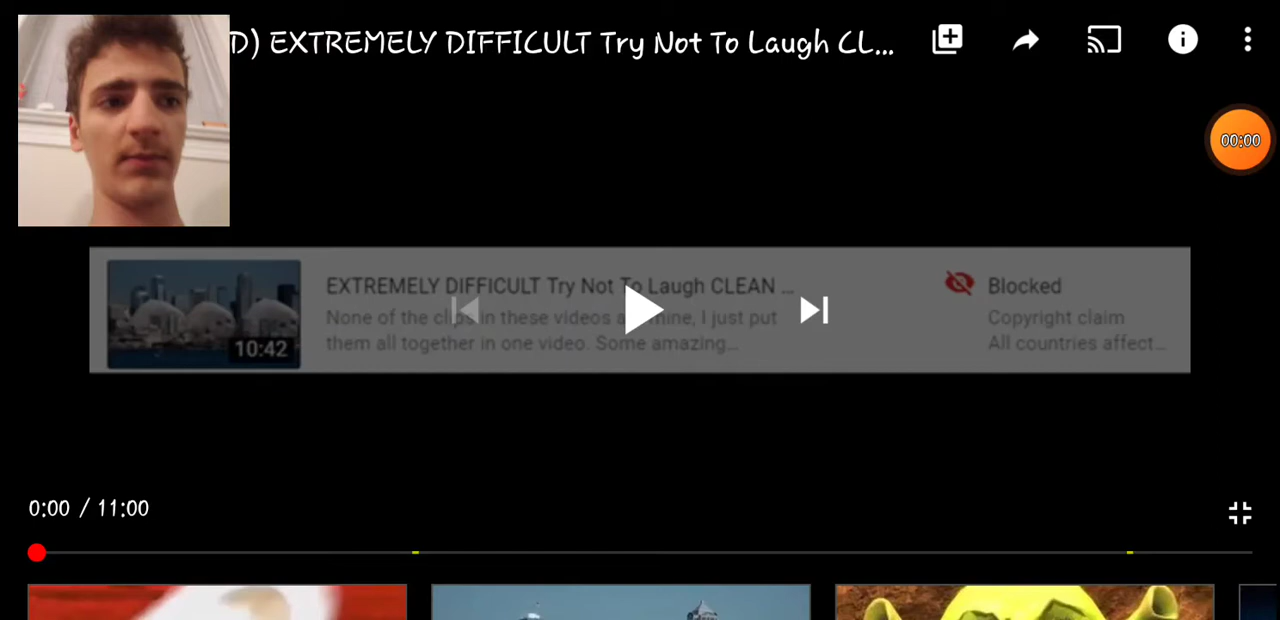 D) EXTREMELY DIFFICULT Try Not To Laugh CL...
00:00
EXTREMELY DIFFICULT Try Not To Laugh CLEAN ...
Blocked
None of the clips in these videos are mine, I just put
Copyright claim
them all together in one video. Some amazing...
All countries affect...
10:42
0:00 / 11:00